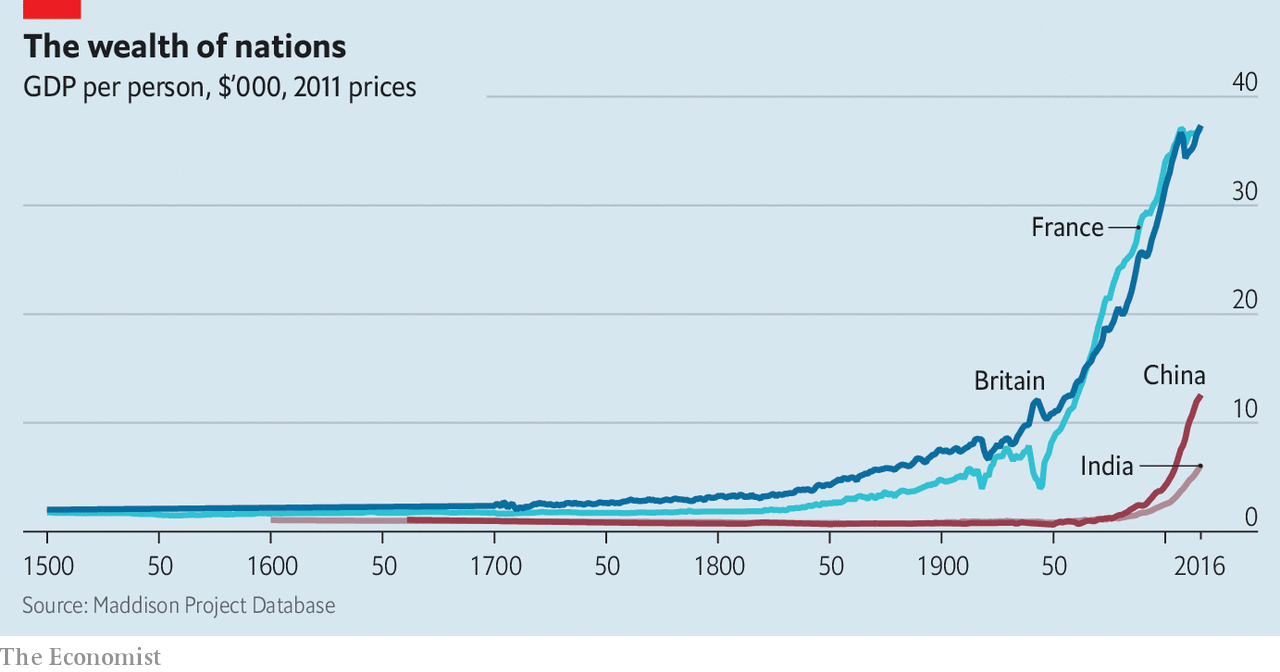 The wealth of nations
GDP per person, $’000, 2011 prices
40
30
France
20
Britain
China
10
India
0
1500 50 1600 50 1700 50 1800 50 1900 50 2016
Source: Maddison Project Database
The Economist